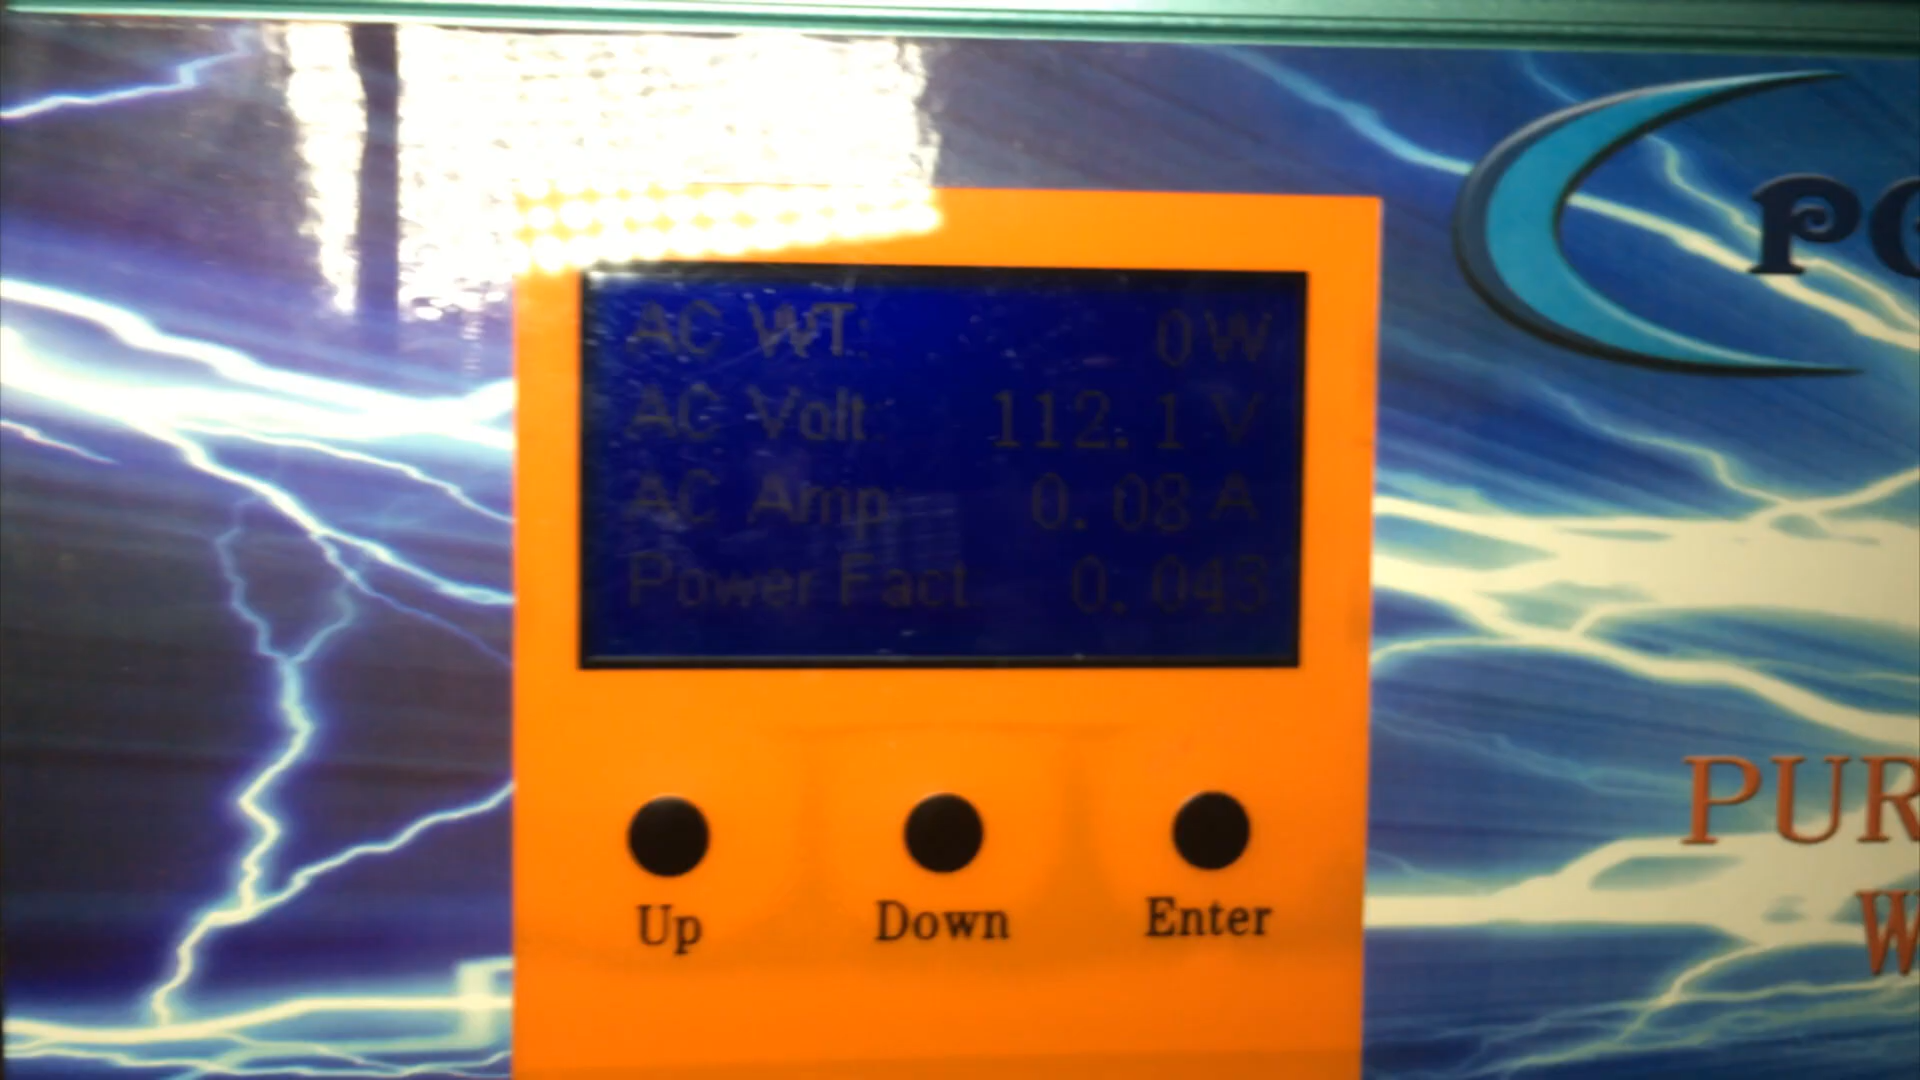 AC WT: 0W
AC Volt: 112.1V
AC Amp: 0.08A
Power Fact 0.043
Up Down Enter
PUR
W